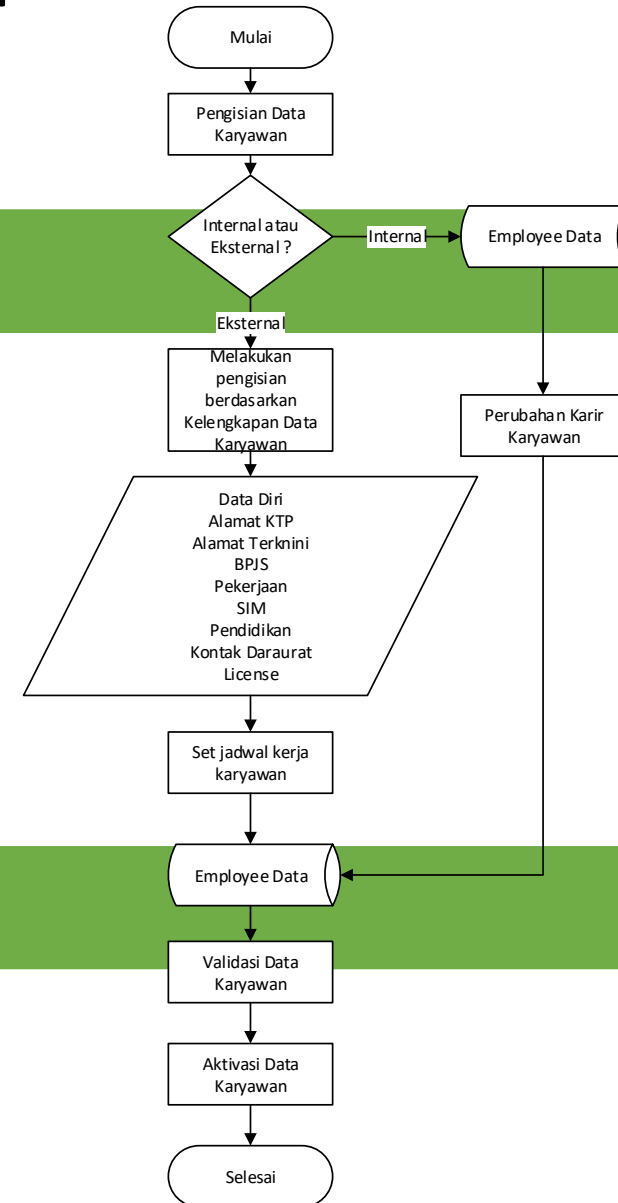 Mulai
Pengisian Data
Karyawan
Internal atau
Eksternal ?
Internal
Employee Data
Eksternal
Melakukan
pengisian
berdasarkan
Kelengkapan Data
Karyawan
Perubahan Karir
Karyawan
Data Diri
Alamat KTP
Alamat Terknini
BPJS
Pekerjaan
SIM
Pendidikan
Kontak Daraurat
License
Set jadwal kerja
karyawan
Employee Data
Validasi Data
Karyawan
Aktivasi Data
Karyawan
Selesai